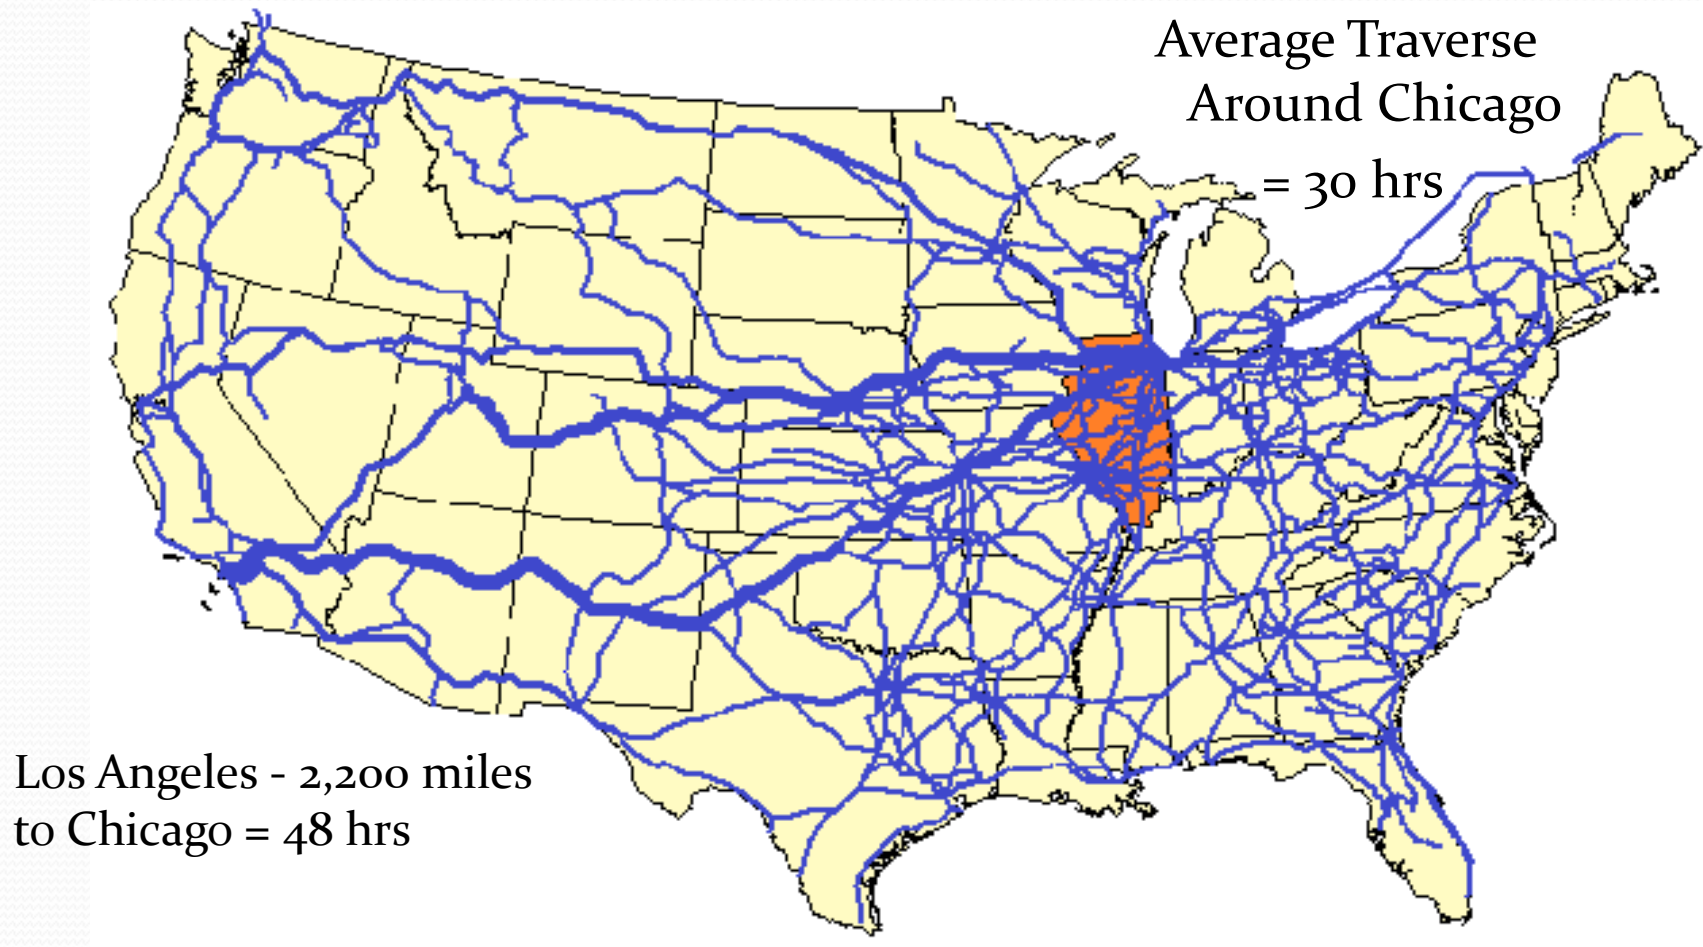 Average Traverse
Around Chicago
= 30 hrs
Los Angeles - 2,200 miles
to Chicago = 48 hrs